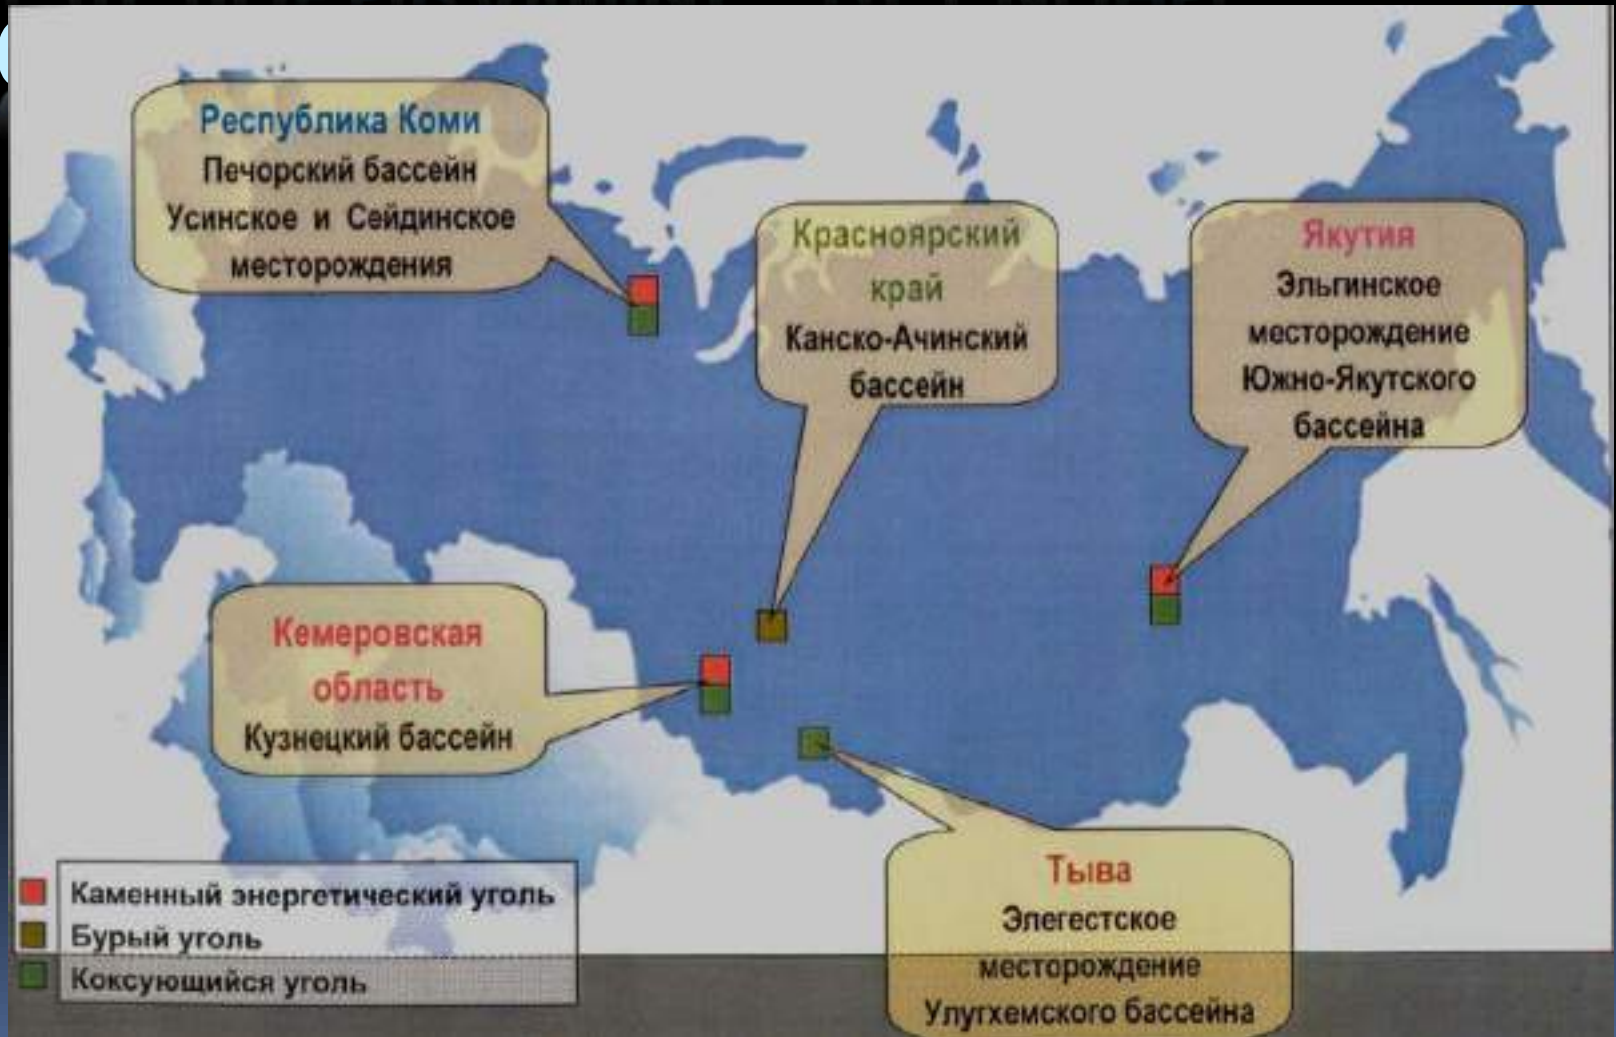 Республика Коми
Печорский бассейн
Усинское и Сейдинское
месторождения
Красноярский
край
Канско-Ачинский
бассейн
Якутия
Эльгинское
месторождение
Южно-Якутского
бассейна
Кемеровская
область
Кузнецкий бассейн
Тыва
Элегестское
месторождение
Улугхемского бассейна
Каменный энергетический уголь
Бурый уголь
Коксующийся уголь